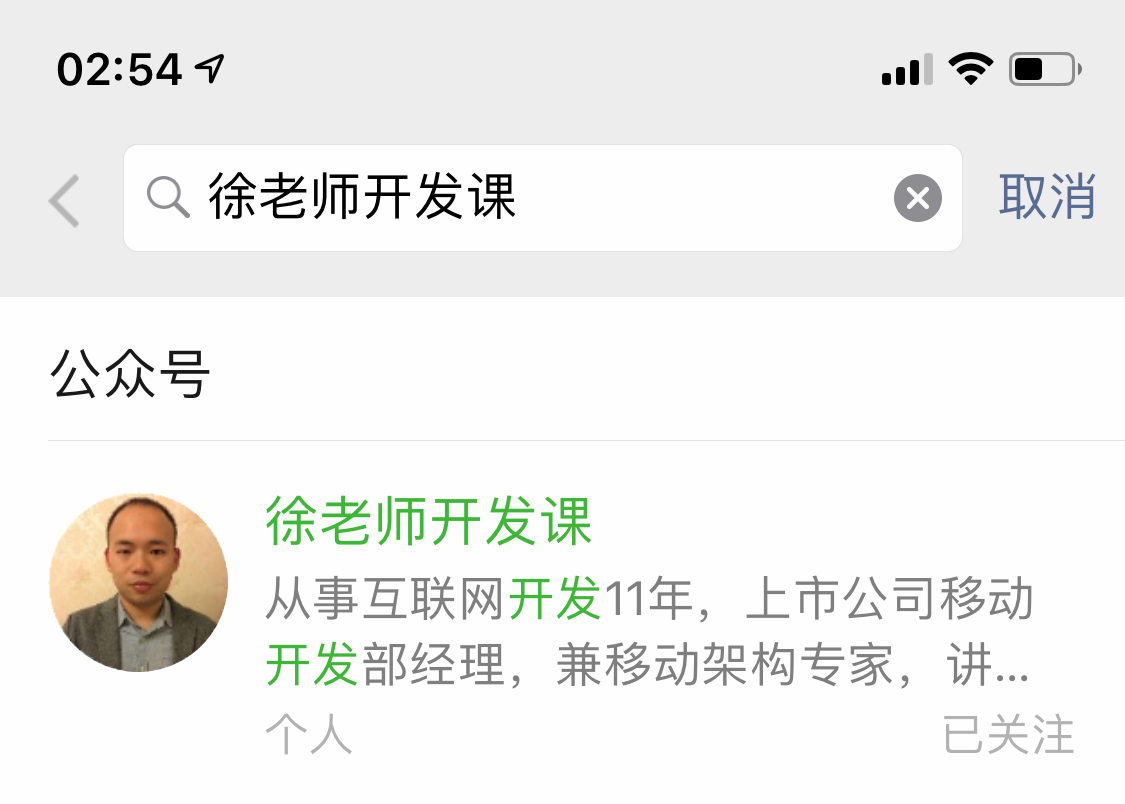 02:54
徐老师开发课
取消
公众号
徐老师开发课
从事互联网开发11年，上市公司移动
开发部经理，兼移动架构专家，讲...
个人
已关注